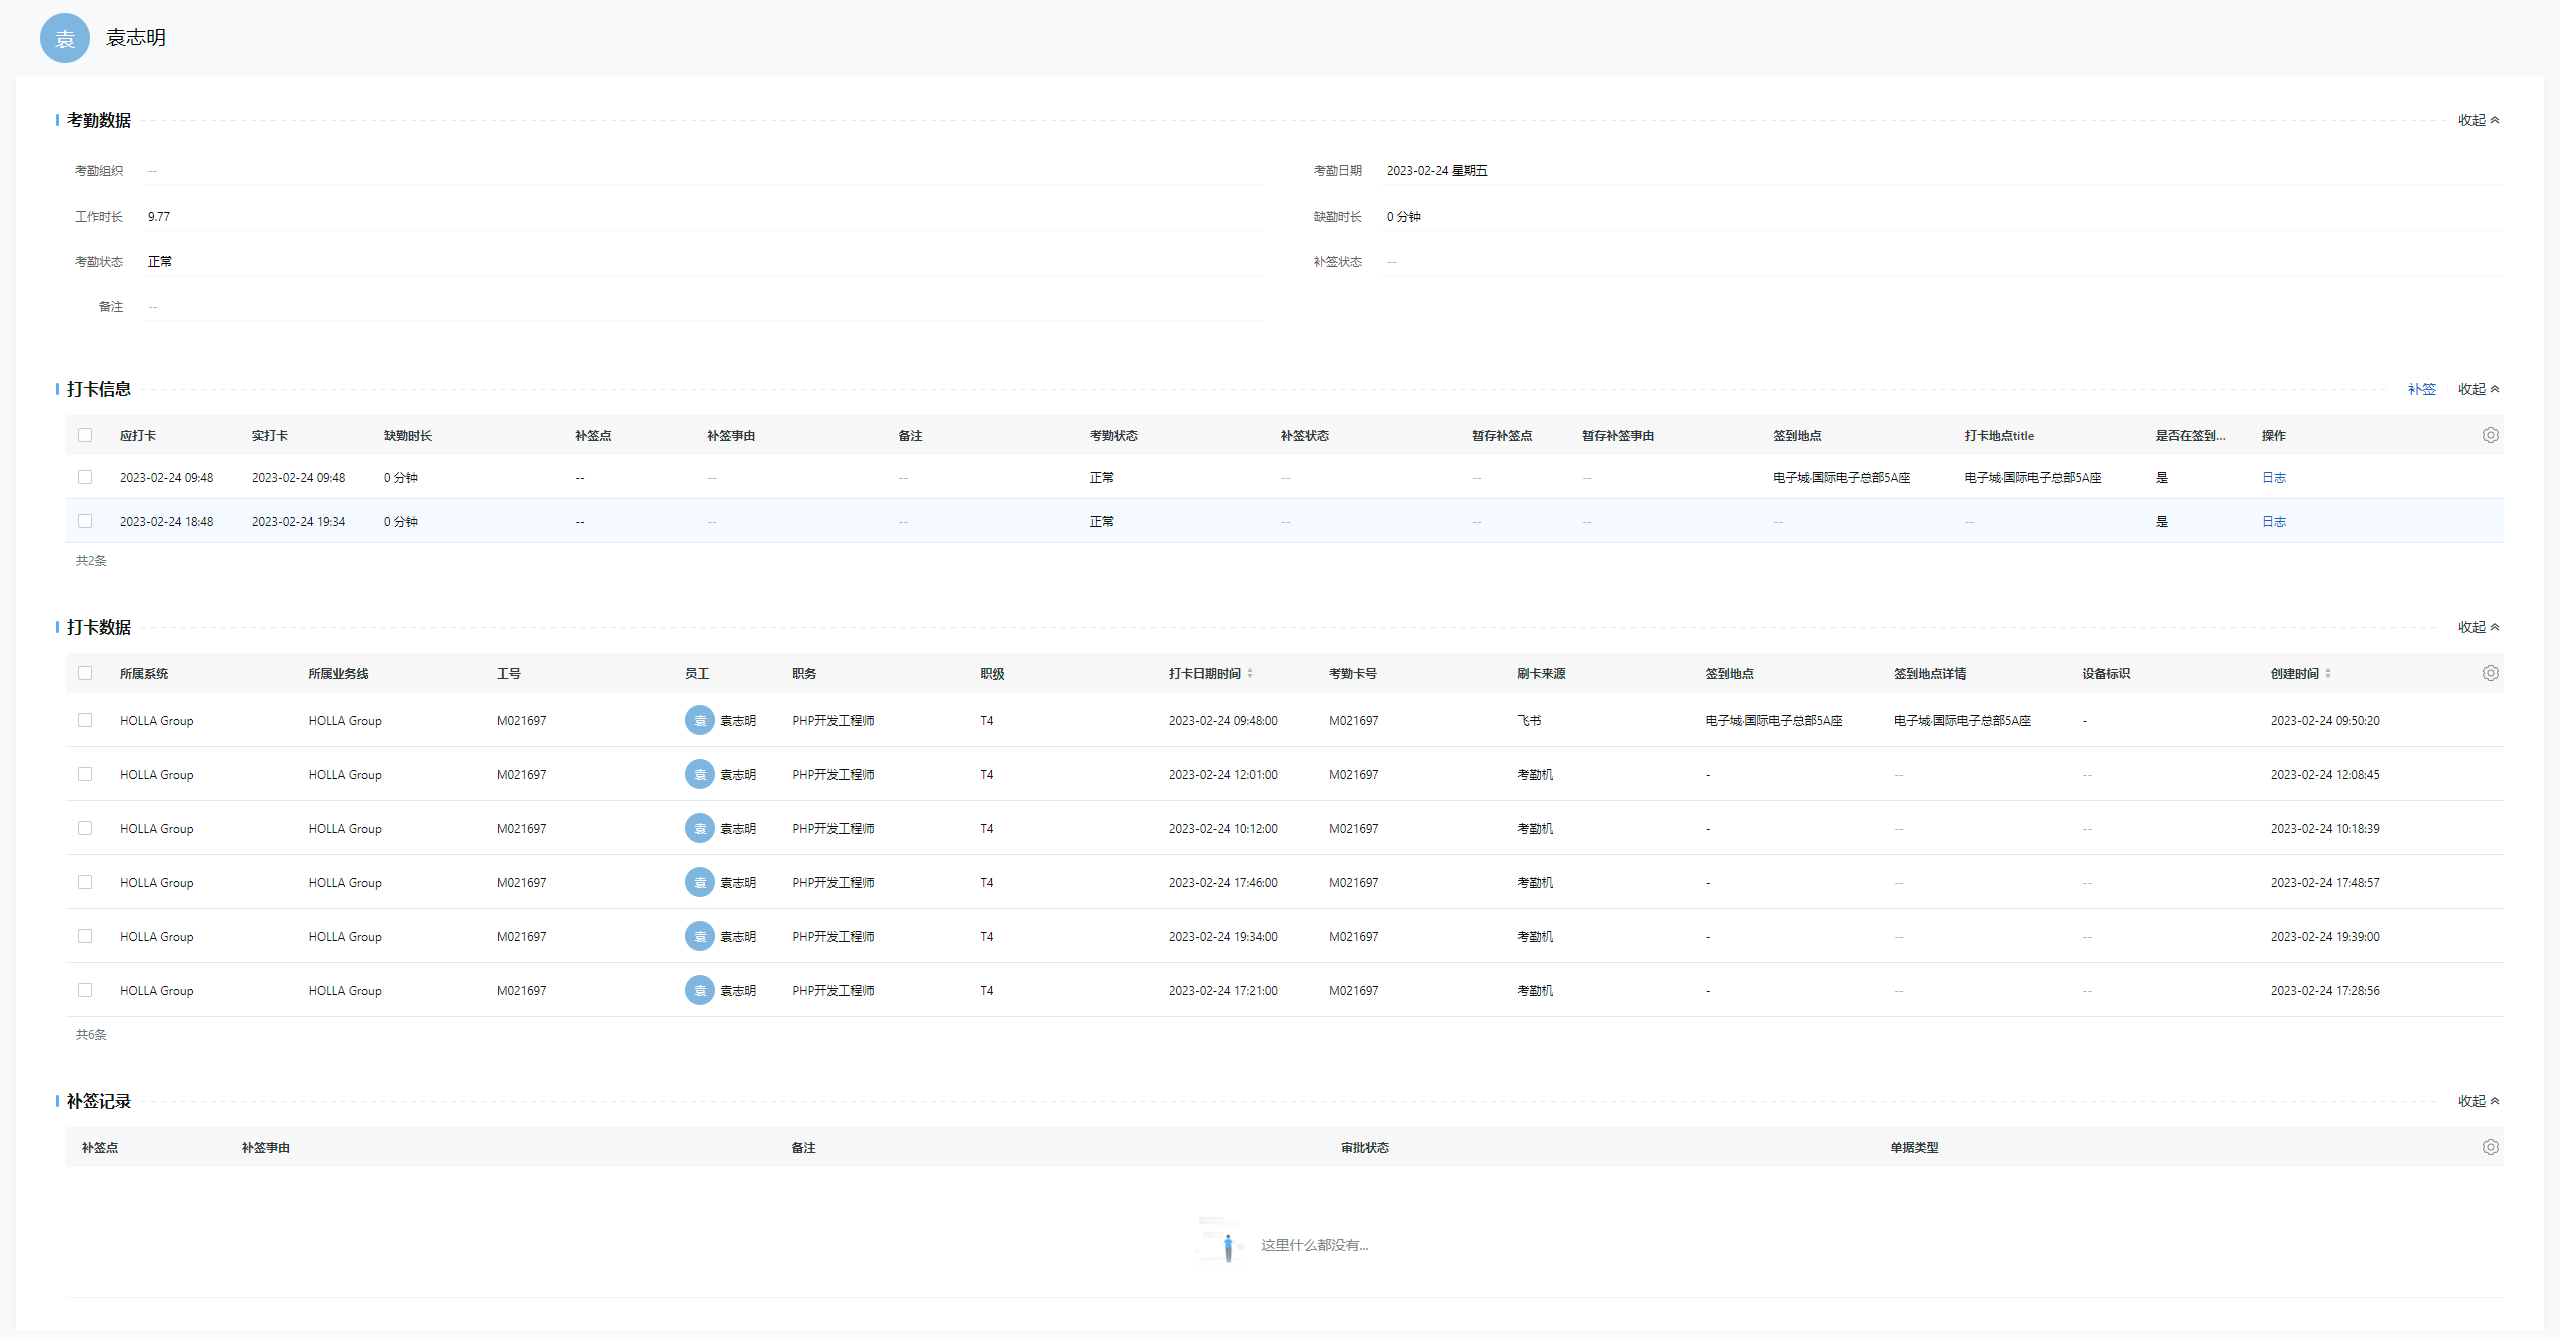 袁 袁志明
考勤数据 收起
考勤组织 -- 考勤日期 2023-02-24 星期五
工作时长 9.77 缺勤时长 0 分钟
考勤状态 正常 补签状态 --
备注 --
打卡信息 补签 收起
应打卡 实打卡 缺勤时长 补签点 补签事由 备注 考勤状态 补签状态 暂存补签点 暂存补签事由 签到地点 打卡地点title 是否在签到... 操作
2023-02-24 09:48 2023-02-24 09:48 0 分钟 -- -- -- 正常 -- -- -- 电子城·国际电子总部5A座 电子城·国际电子总部5A座 是 日志
2023-02-24 18:48 2023-02-24 19:34 0 分钟 -- -- -- 正常 -- -- -- -- -- 是 日志
共2条
打卡数据 收起
所属系统 所属业务线 工号 员工 职务 职级 打卡日期时间 考勤卡号 刷卡来源 签到地点 签到地点详情 设备标识 创建时间
HOLLA Group HOLLA Group M021697 袁 袁志明 PHP开发工程师 T4 2023-02-24 09:48:00 M021697 飞书 电子城·国际电子总部5A座 电子城·国际电子总部5A座 - 2023-02-24 09:50:20
HOLLA Group HOLLA Group M021697 袁 袁志明 PHP开发工程师 T4 2023-02-24 12:01:00 M021697 考勤机 - -- -- 2023-02-24 12:08:45
HOLLA Group HOLLA Group M021697 袁 袁志明 PHP开发工程师 T4 2023-02-24 10:12:00 M021697 考勤机 - -- -- 2023-02-24 10:18:39
HOLLA Group HOLLA Group M021697 袁 袁志明 PHP开发工程师 T4 2023-02-24 17:46:00 M021697 考勤机 - -- -- 2023-02-24 17:48:57
HOLLA Group HOLLA Group M021697 袁 袁志明 PHP开发工程师 T4 2023-02-24 19:34:00 M021697 考勤机 - -- -- 2023-02-24 19:39:00
HOLLA Group HOLLA Group M021697 袁 袁志明 PHP开发工程师 T4 2023-02-24 17:21:00 M021697 考勤机 - -- -- 2023-02-24 17:28:56
共6条
补签记录 收起
补签点 补签事由 备注 审批状态 单据类型
这里什么都没有...